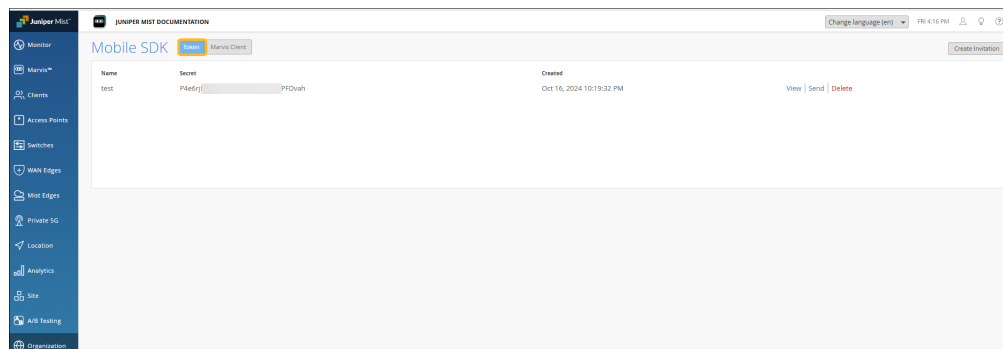 Juniper Mist™
JUNIPER MIST DOCUMENTATION
Change language (en)
FRI 4:16 PM
Monitor
Marvis™
Clients
Access Points
Switches
WAN Edges
Mist Edges
Private 5G
Location
Analytics
Site
A/B Testing
Organization
Mobile SDK
Token
Marvis Client
Create Invitation
Name Secret Created
test P4e6rj PFDvah Oct 16, 2024 10:19:32 PM View | Send | Delete